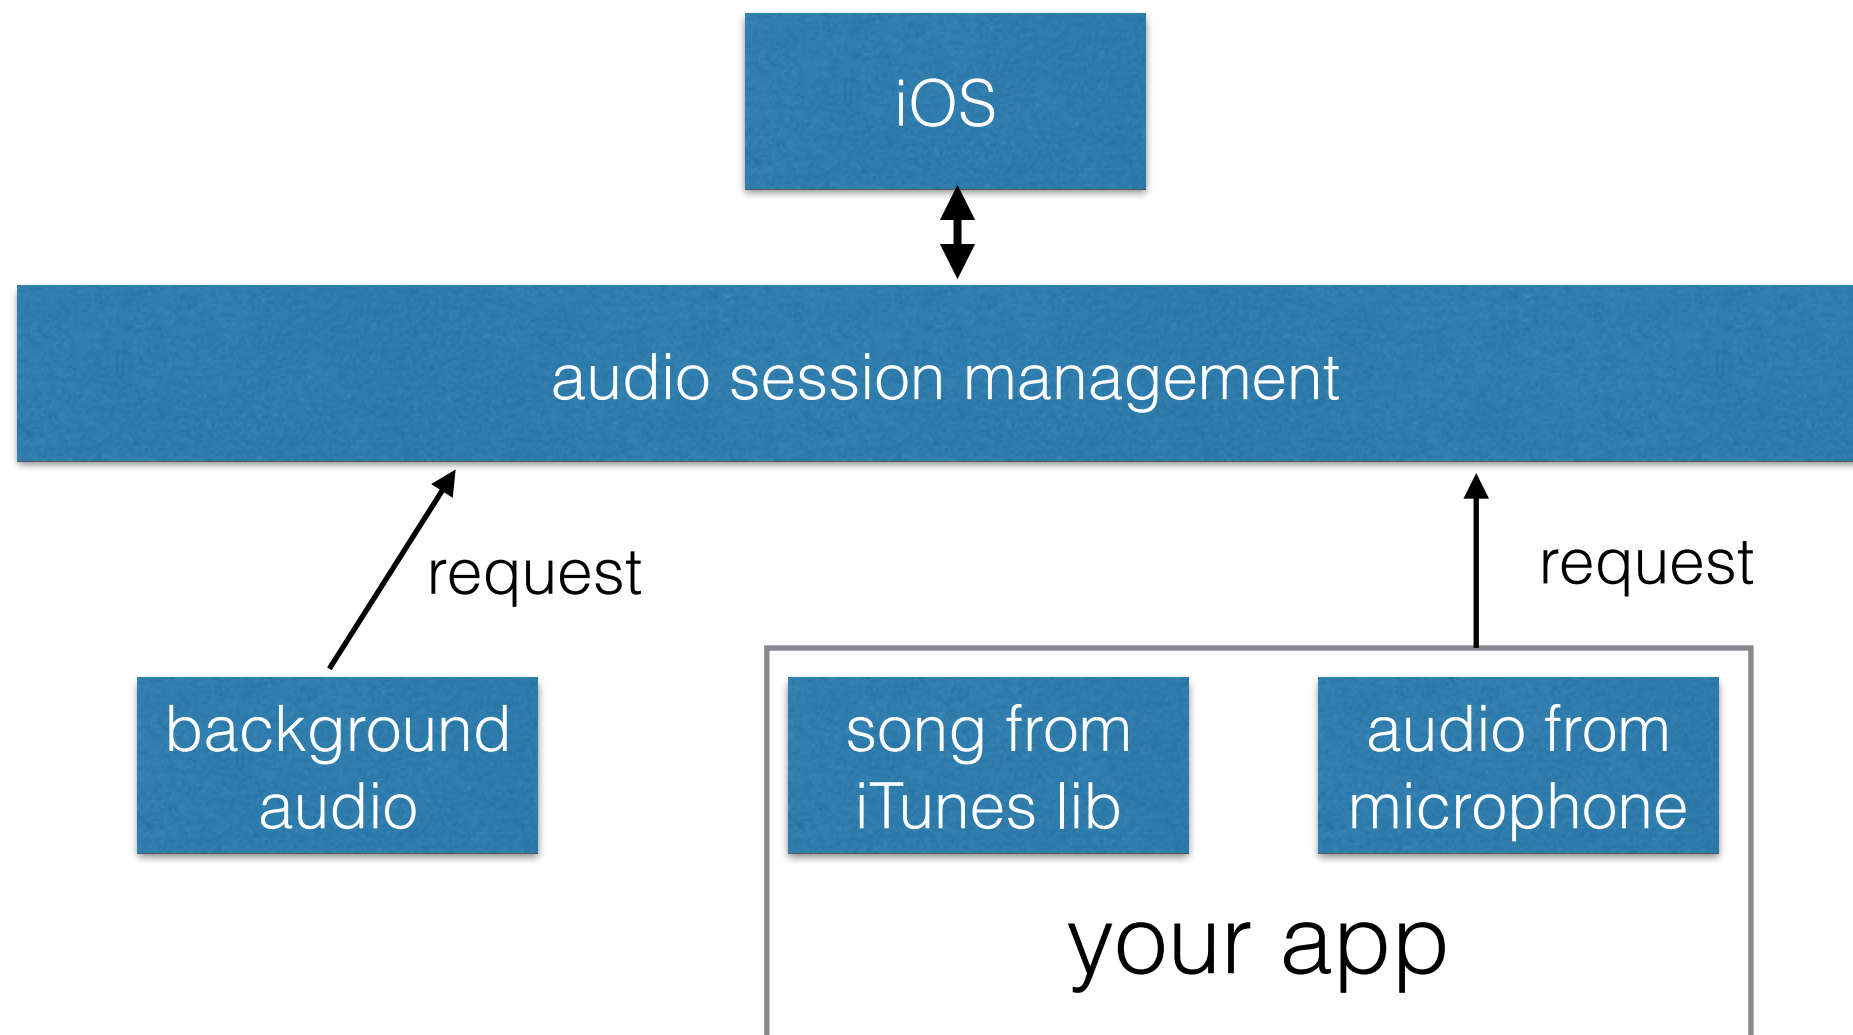 iOS
audio session management
request
request
background
audio
song from
iTunes lib
audio from
microphone
your app